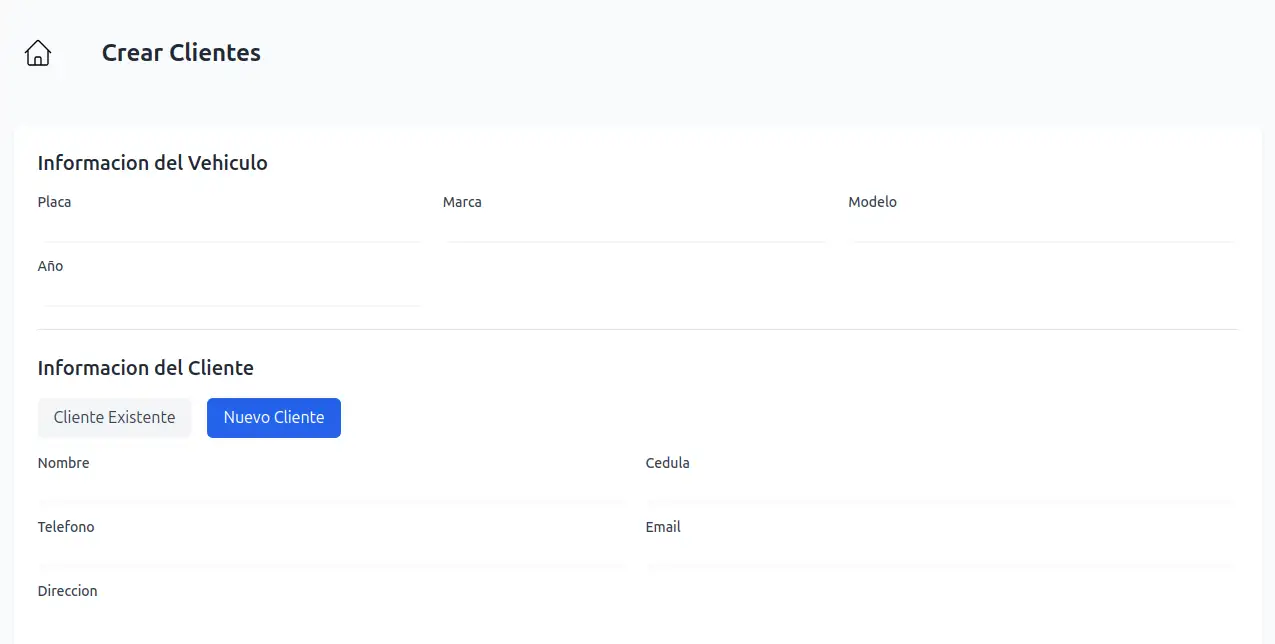 Crear Clientes
Informacion del Vehiculo
Placa Marca Modelo
Año
Informacion del Cliente
Cliente Existente Nuevo Cliente
Nombre Cedula
Telefono Email
Direccion